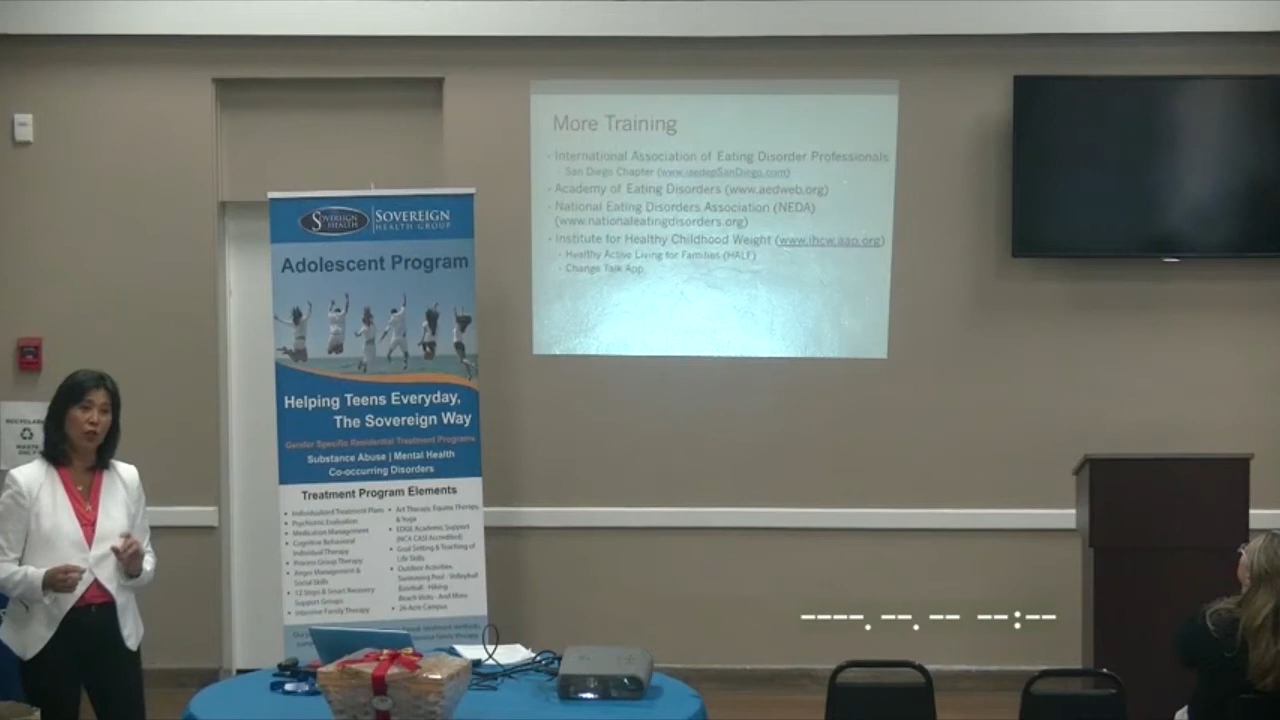 More Training
- International Association of Eating Disorder Professionals
- San Diego Chapter (www.iaedpSanDiego.com)
- Academy of Eating Disorders (www.aedweb.org)
- National Eating Disorders Association (NEDA)
(www.nationaleatingdisorders.org)
- Institute for Healthy Childhood Weight (www.ihcw.aap.org)
- Healthy Active Living for Families (HALF)
- Change Talk App
SOVEREIGN HEALTH
SOVEREIGN
HEALTH GROUP
Adolescent Program
Helping Teens Everyday,
The Sovereign Way
Gender Specific Residential Treatment Programs
Substance Abuse | Mental Health
Co-occurring Disorders
Treatment Program Elements
• Individualized Treatment Plans
• Psychiatric Evaluation
• Medication Management
• Cognitive Behavioral
Individual Therapy
• Process Group Therapy
• Anger Management &
Social Skills
• 12 Steps & Smart Recovery
Support Groups
• Intensive Family Therapy
• Art Therapy, Trauma Therapy,
& Yoga
• EDGE Academic Support
(NCA CASI Accredited)
• Goal Setting & Teaching of
Life Skills
• Outdoor Activities
Swimming Pool - Volleyball
Baseball - Hiking
Beach Visits - And More
• 26-Acre Campus
RECYCLABLE
WASTE
ONLY
----.--.-- --:--